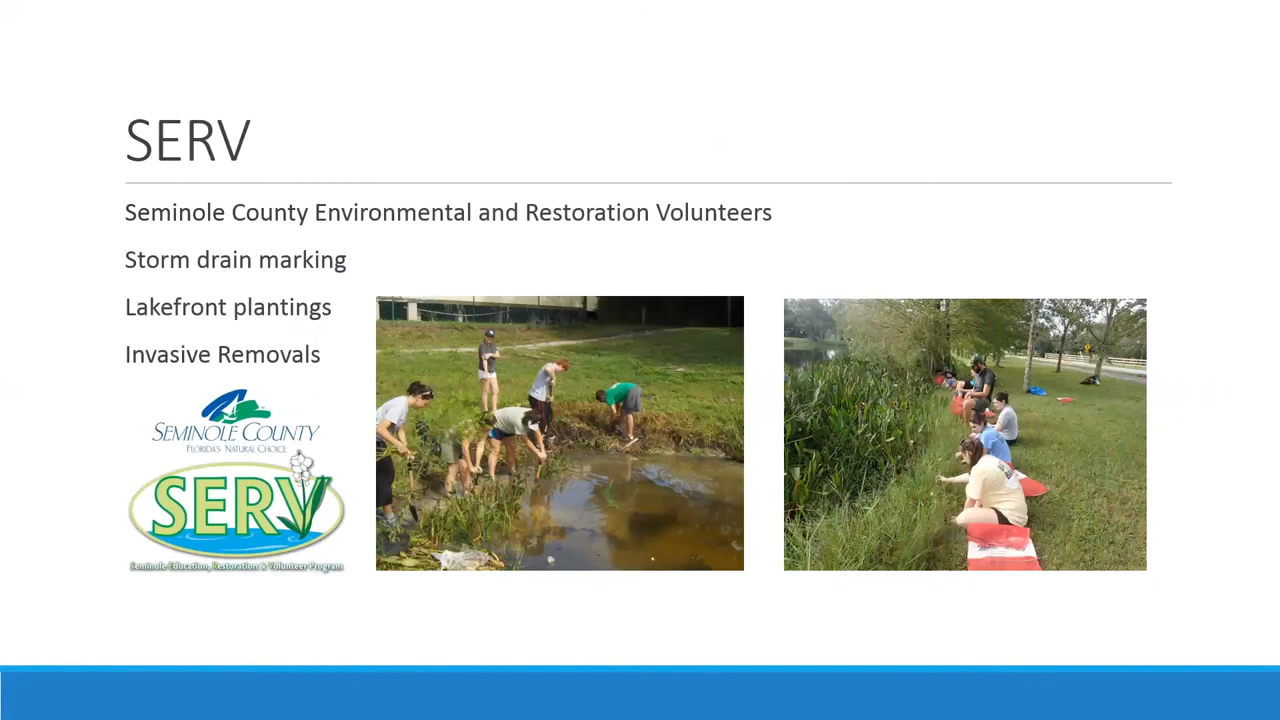 SERV
Seminole County Environmental and Restoration Volunteers
Storm drain marking
Lakefront plantings
Invasive Removals
SEMINOLE COUNTY
FLORIDA'S NATURAL CHOICE
SERV
Seminole Education, Restoration & Volunteer Program